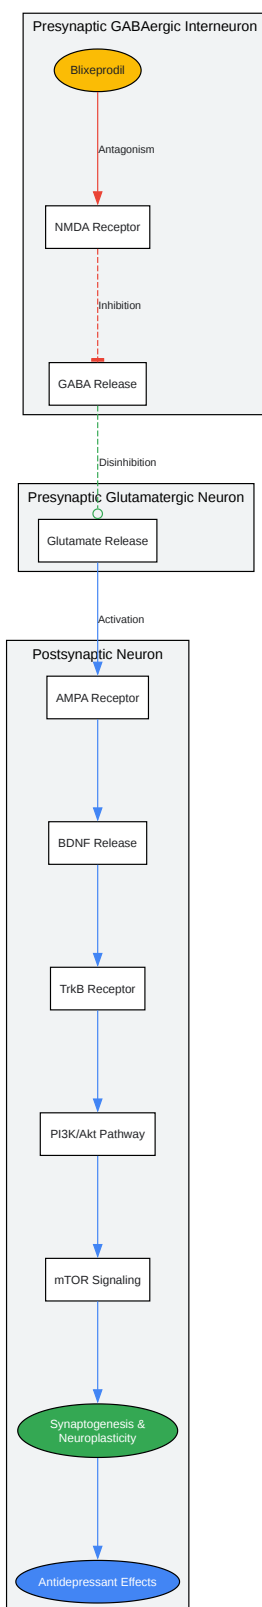 Presynaptic GABAergic Interneuron
Blixeprodil
Antagonism
NMDA Receptor
Inhibition
GABA Release
Disinhibition
Presynaptic Glutamatergic Neuron
Glutamate Release
Activation
Postsynaptic Neuron
AMPA Receptor
BDNF Release
TrkB Receptor
PI3K/Akt Pathway
mTOR Signaling
Synaptogenesis &
Neuroplasticity
Antidepressant Effects